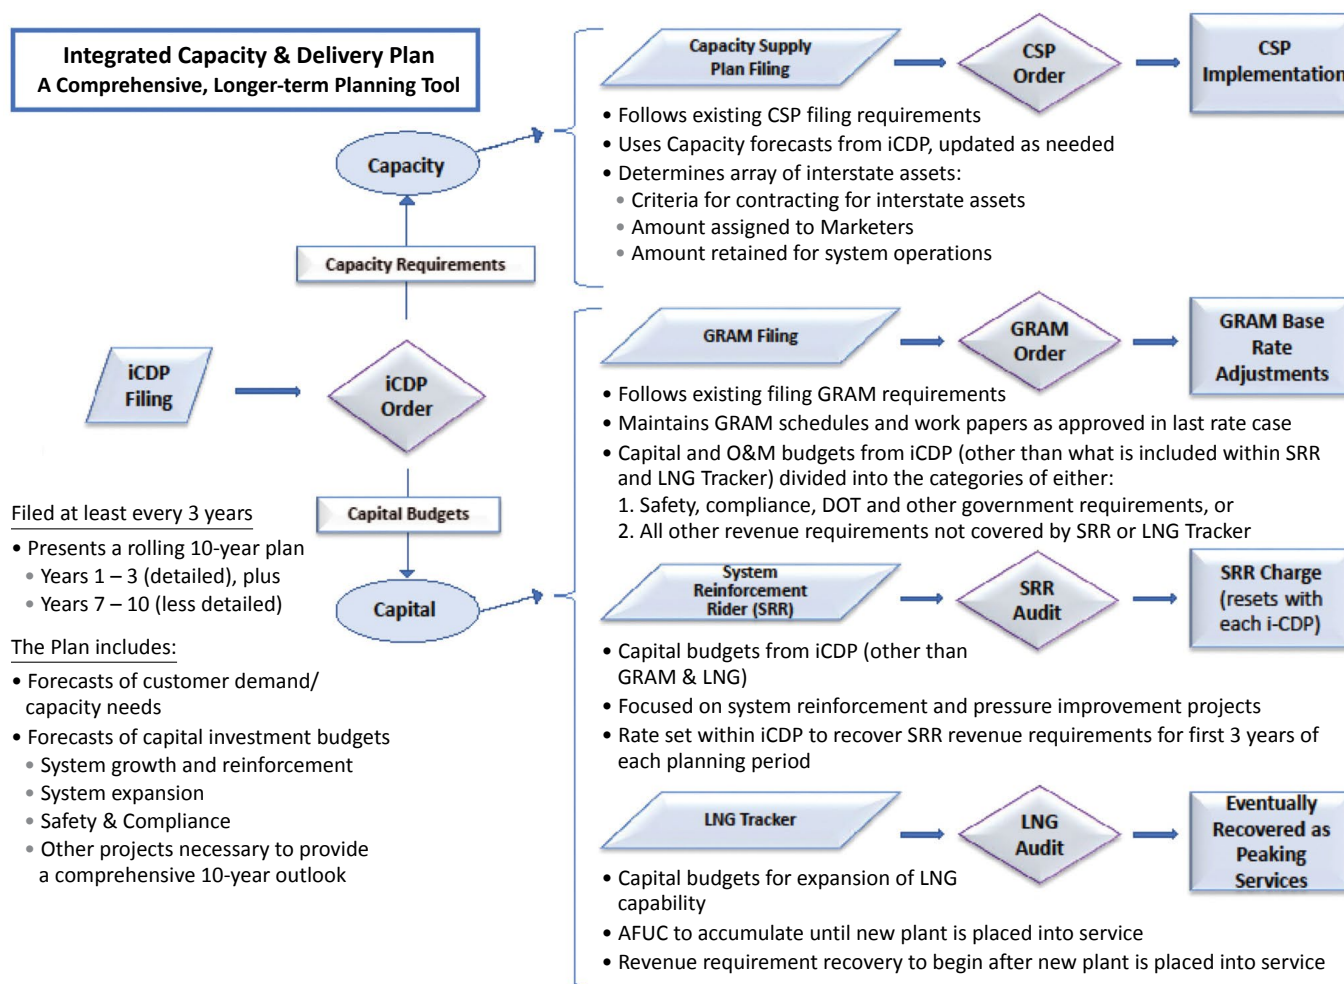 Integrated Capacity & Delivery Plan
A Comprehensive, Longer-term Planning Tool
Capacity
Capacity Requirements
iCDP
Filing
iCDP
Order
Capital Budgets
Capital
Filed at least every 3 years
• Presents a rolling 10-year plan
• Years 1 – 3 (detailed), plus
• Years 7 – 10 (less detailed)
The Plan includes:
• Forecasts of customer demand/
capacity needs
• Forecasts of capital investment budgets
• System growth and reinforcement
• System expansion
• Safety & Compliance
• Other projects necessary to provide
a comprehensive 10-year outlook
Capacity Supply
Plan Filing
CSP
Order
CSP
Implementation
• Follows existing CSP filing requirements
• Uses Capacity forecasts from iCDP, updated as needed
• Determines array of interstate assets:
• Criteria for contracting for interstate assets
• Amount assigned to Marketers
• Amount retained for system operations
GRAM Filing
GRAM
Order
GRAM Base
Rate
Adjustments
• Follows existing filing GRAM requirements
• Maintains GRAM schedules and work papers as approved in last rate case
• Capital and O&M budgets from iCDP (other than what is included within SRR
and LNG Tracker) divided into the categories of either:
1. Safety, compliance, DOT and other government requirements, or
2. All other revenue requirements not covered by SRR or LNG Tracker
System
Reinforcement
Rider (SRR)
SRR
Audit
SRR Charge
(resets with
each i-CDP)
• Capital budgets from iCDP (other than
GRAM & LNG)
• Focused on system reinforcement and pressure improvement projects
• Rate set within iCDP to recover SRR revenue requirements for first 3 years of
each planning period
LNG Tracker
LNG
Audit
Eventually
Recovered as
Peaking
Services
• Capital budgets for expansion of LNG
capability
• AFUC to accumulate until new plant is placed into service
• Revenue requirement recovery to begin after new plant is placed into service